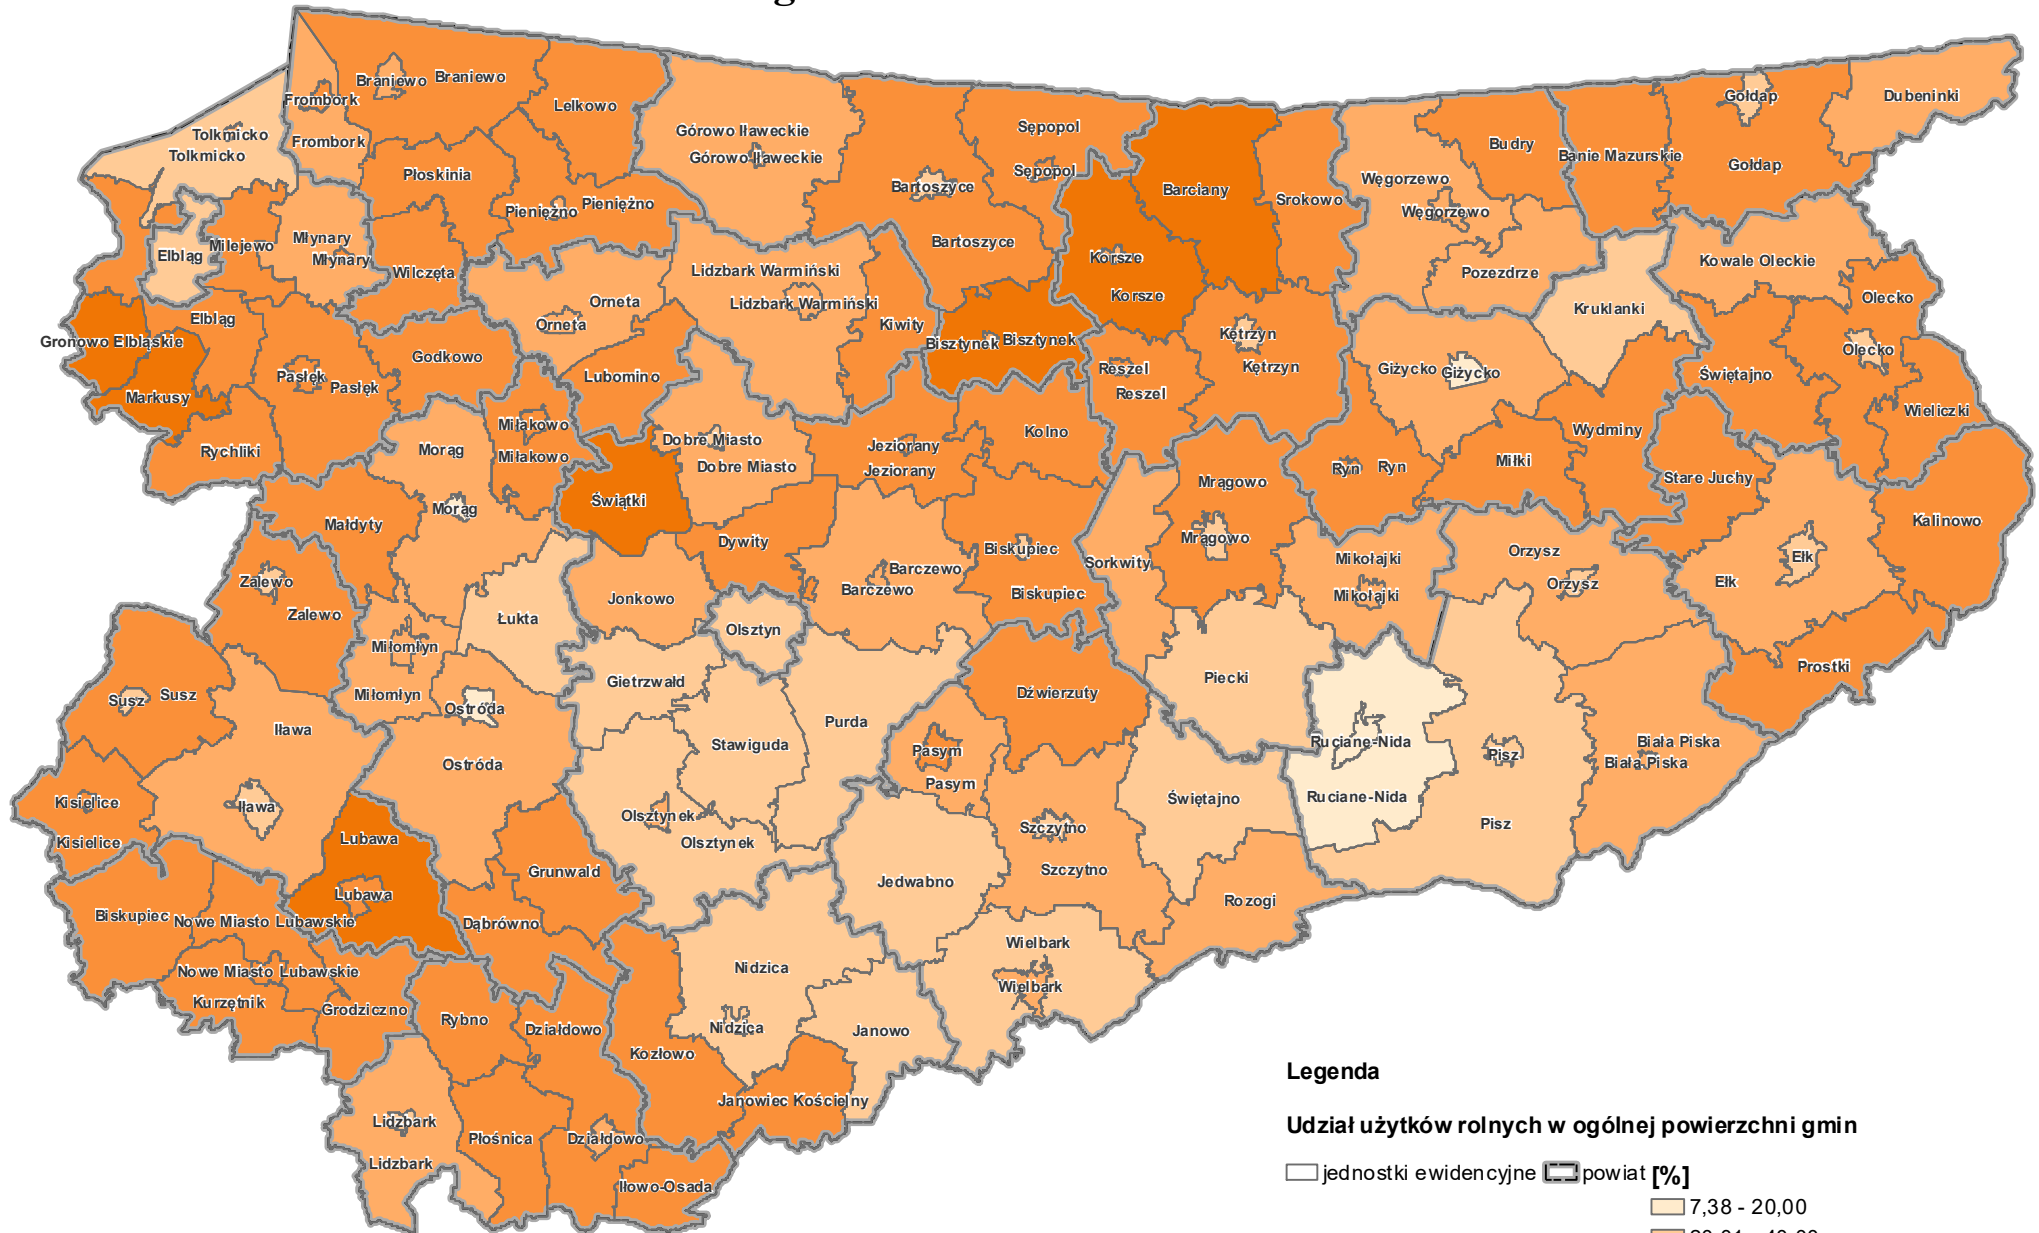 g
Braniewo
Braniewo
Frombork
Lelkowo
Tolkmicko
Tolkmicko
Frombork
Górowo Iławeckie
Górowo Iławeckie
Sępopol
Sępopol
Gołdap
Dubeninki
Budry
Banie Mazurskie
Gołdap
Płoskinia
Pieniężno
Pieniężno
Bartoszyce
Bartoszyce
Barciany
Srokowo
Węgorzewo
Węgorzewo
Elbląg
Milejewo
Młynary
Młynary
Wilczęta
Lidzbark Warmiński
Lidzbark Warmiński
Orneta
Orneta
Korsze
Korsze
Pozezdrze
Kowale Oleckie
Kruklanki
Olecko
Olecko
Gronowo Elbląskie
Elbląg
Markusy
Pasłęk
Pasłęk
Godkowo
Lubomino
Kiwity
Bisztynek
Bisztynek
Reszel
Reszel
Kętrzyn
Kętrzyn
Giżycko
Giżycko
Świętajno
Wieliczki
Rychliki
Morąg
Morąg
Miłakowo
Miłakowo
Dobre Miasto
Dobre Miasto
Jeziorany
Jeziorany
Kolno
Mrągowo
Mrągowo
Ryn
Ryn
Miłki
Wydminy
Stare Juchy
Kalinowo
Małdyty
Świątki
Dywity
Barczewo
Barczewo
Biskupiec
Biskupiec
Sorkwity
Mikołajki
Mikołajki
Orzysz
Orzysz
Ełk
Ełk
Zalewo
Zalewo
Łukta
Jonkowo
Olsztyn
Miłomłyn
Miłomłyn
Gietrzwałd
Purda
Dźwierzuty
Piecki
Prostki
Susz
Susz
Iława
Iława
Ostróda
Ostróda
Stawiguda
Pasym
Pasym
Ruciane-Nida
Ruciane-Nida
Pisz
Pisz
Biała Piska
Biała Piska
Kisielice
Kisielice
Lubawa
Lubawa
Grunwald
Olsztynek
Olsztynek
Szczytno
Szczytno
Świętajno
Jedwabno
Rozogi
Biskupiec
Nowe Miasto Lubawskie
Nowe Miasto Lubawskie
Dąbrówno
Kurzętnik
Grodziczno
Rybno
Działdowo
Działdowo
Nidzica
Nidzica
Wielbark
Wielbark
Janowo
Kozłowo
Janowiec Kościelny
Lidzbark
Lidzbark
Płośnica
Iłowo-Osada
Legenda
Udział użytków rolnych w ogólnej powierzchni gmin
jednostki ewidencyjne powiat [%]
7,38 - 20,00